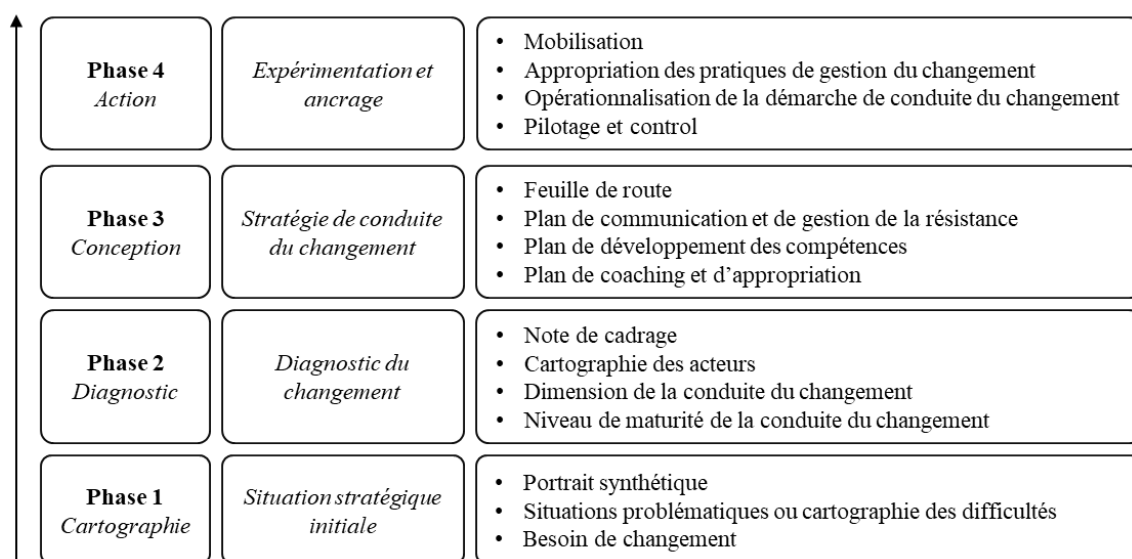 Phase 4
Action
Expérimentation et
ancrage
• Mobilisation
• Appropriation des pratiques de gestion du changement
• Opérationnalisation de la démarche de conduite du changement
• Pilotage et control
Phase 3
Conception
Stratégie de conduite
du changement
• Feuille de route
• Plan de communication et de gestion de la résistance
• Plan de développement des compétences
• Plan de coaching et d’appropriation
Phase 2
Diagnostic
Diagnostic du
changement
• Note de cadrage
• Cartographie des acteurs
• Dimension de la conduite du changement
• Niveau de maturité de la conduite du changement
Phase 1
Cartographie
Situation stratégique
initiale
• Portrait synthétique
• Situations problématiques ou cartographie des difficultés
• Besoin de changement